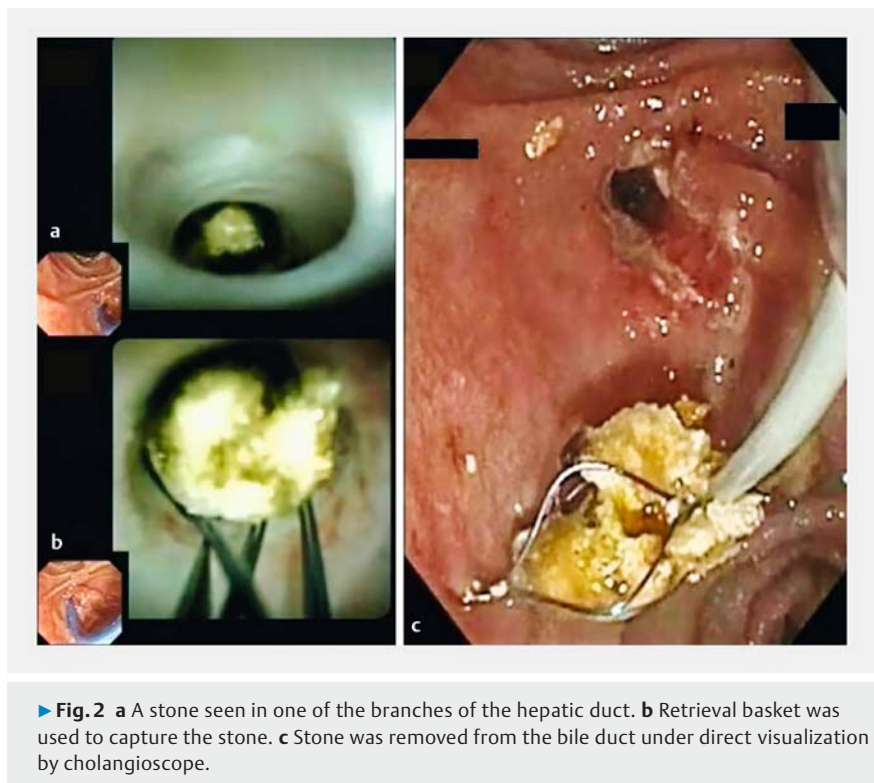 a
b
c
▶Fig. 2 a A stone seen in one of the branches of the hepatic duct. b Retrieval basket was
used to capture the stone. c Stone was removed from the bile duct under direct visualization
by cholangioscope.